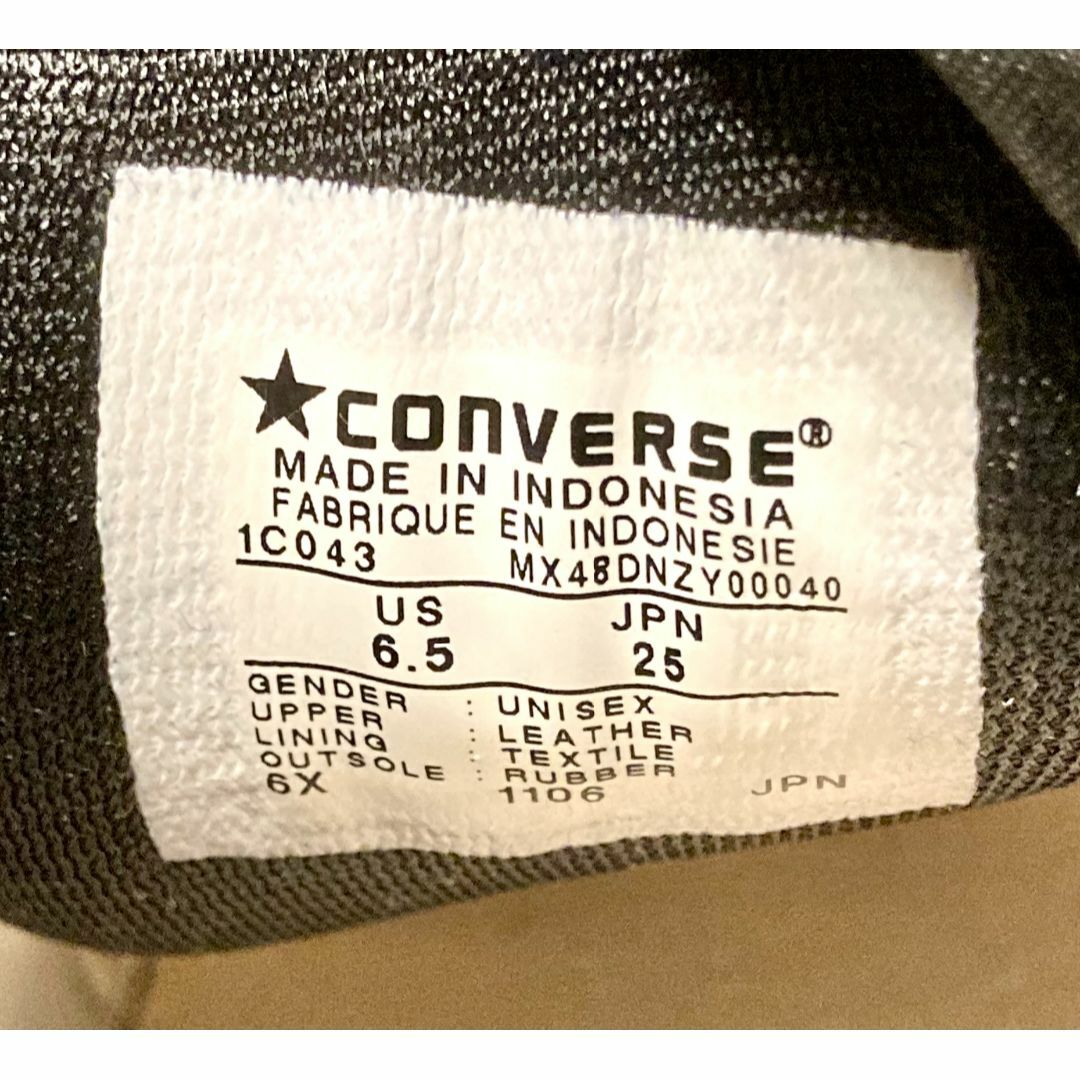 ★CONVERSE®
MADE IN INDONESIA
FABRIQUE EN INDONESIE
1C043 MX48DNZY00040
US JPN
6.5 25
GENDER : UNISEX
UPPER : LEATHER
LINING : TEXTILE
OUTSOLE : RUBBER
6X 1106 JPN